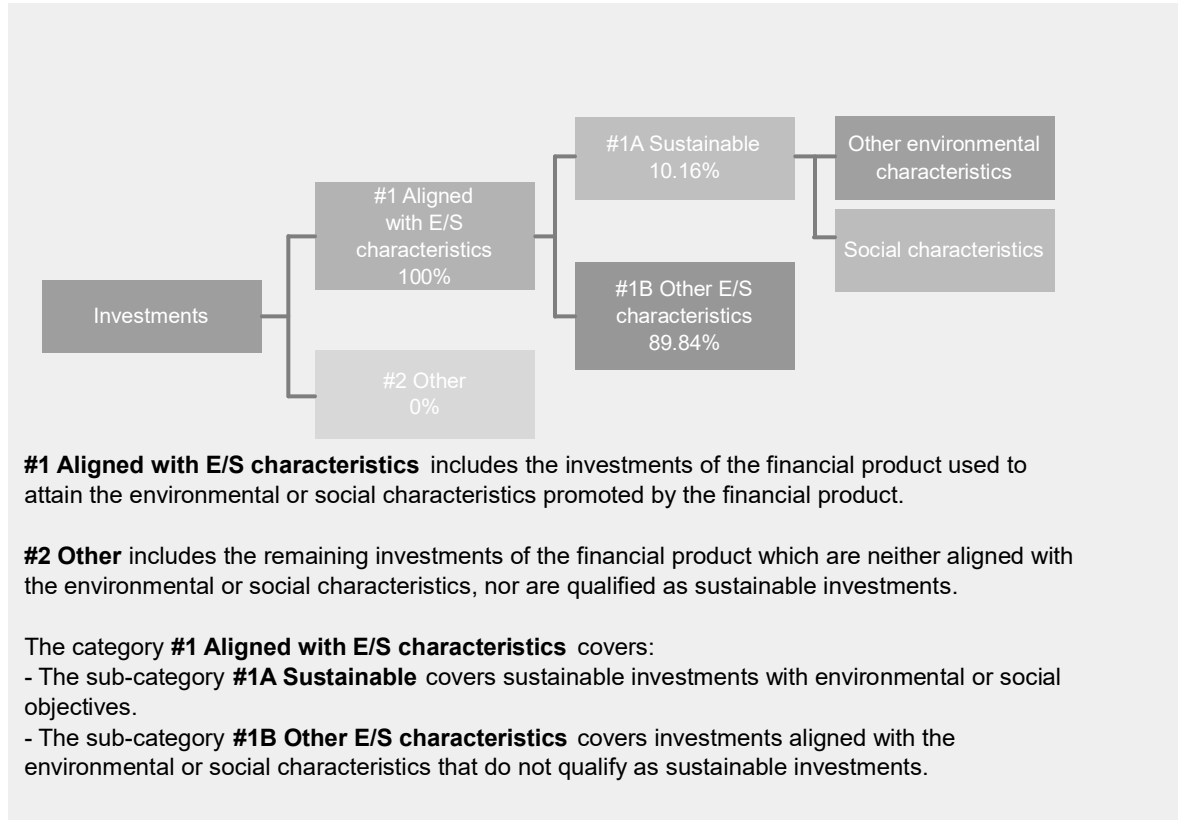 #1A Sustainable
10.16%
Other environmental
characteristics
#1 Aligned
with E/S
characteristics
100%
Social characteristics
#1B Other E/S
characteristics
89.84%
Investments
#2 Other
0%
#1 Aligned with E/S characteristics includes the investments of the financial product used to
attain the environmental or social characteristics promoted by the financial product.
#2 Other includes the remaining investments of the financial product which are neither aligned with
the environmental or social characteristics, nor are qualified as sustainable investments.
The category #1 Aligned with E/S characteristics covers:
- The sub-category #1A Sustainable covers sustainable investments with environmental or social
objectives.
- The sub-category #1B Other E/S characteristics covers investments aligned with the
environmental or social characteristics that do not qualify as sustainable investments.